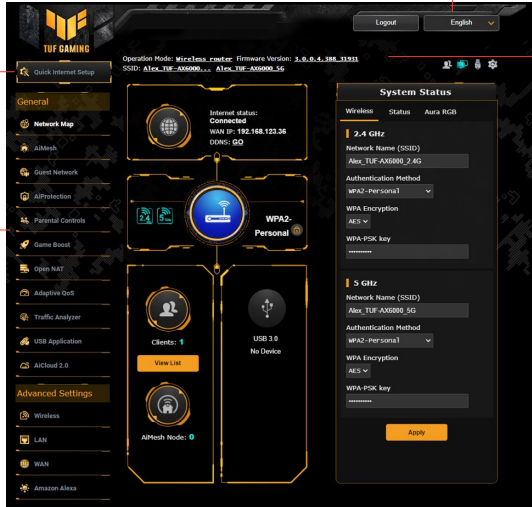 Logout
English
TUF GAMING
Operation Mode: Wireless router Firmware Version: 3.0.0.4.388_31931
SSID: Alex_TUF-AX6000... Alex_TUF-AX6000_5G
Quick Internet Setup
General
Network Map
AiMesh
Guest Network
AiProtection
Parental Controls
Game Boost
Open NAT
Adaptive QoS
Traffic Analyzer
USB Application
AiCloud 2.0
Advanced Settings
Wireless
LAN
WAN
Amazon Alexa
Internet status:
Connected
WAN IP: 192.168.123.36
DDNS: GO
2.4
5
WPA2-
Personal
Clients: 1
View List
AiMesh Node: 0
USB 3.0
No Device
System Status
Wireless Status Aura RGB
2.4 GHz
Network Name (SSID)
Alex_TUF-AX6000_2.4G
Authentication Method
WPA2-Personal
WPA Encryption
AES
WPA-PSK key
••••••••••
5 GHz
Network Name (SSID)
Alex_TUF-AX6000_5G
Authentication Method
WPA2-Personal
WPA Encryption
AES
WPA-PSK key
••••••••••
Apply